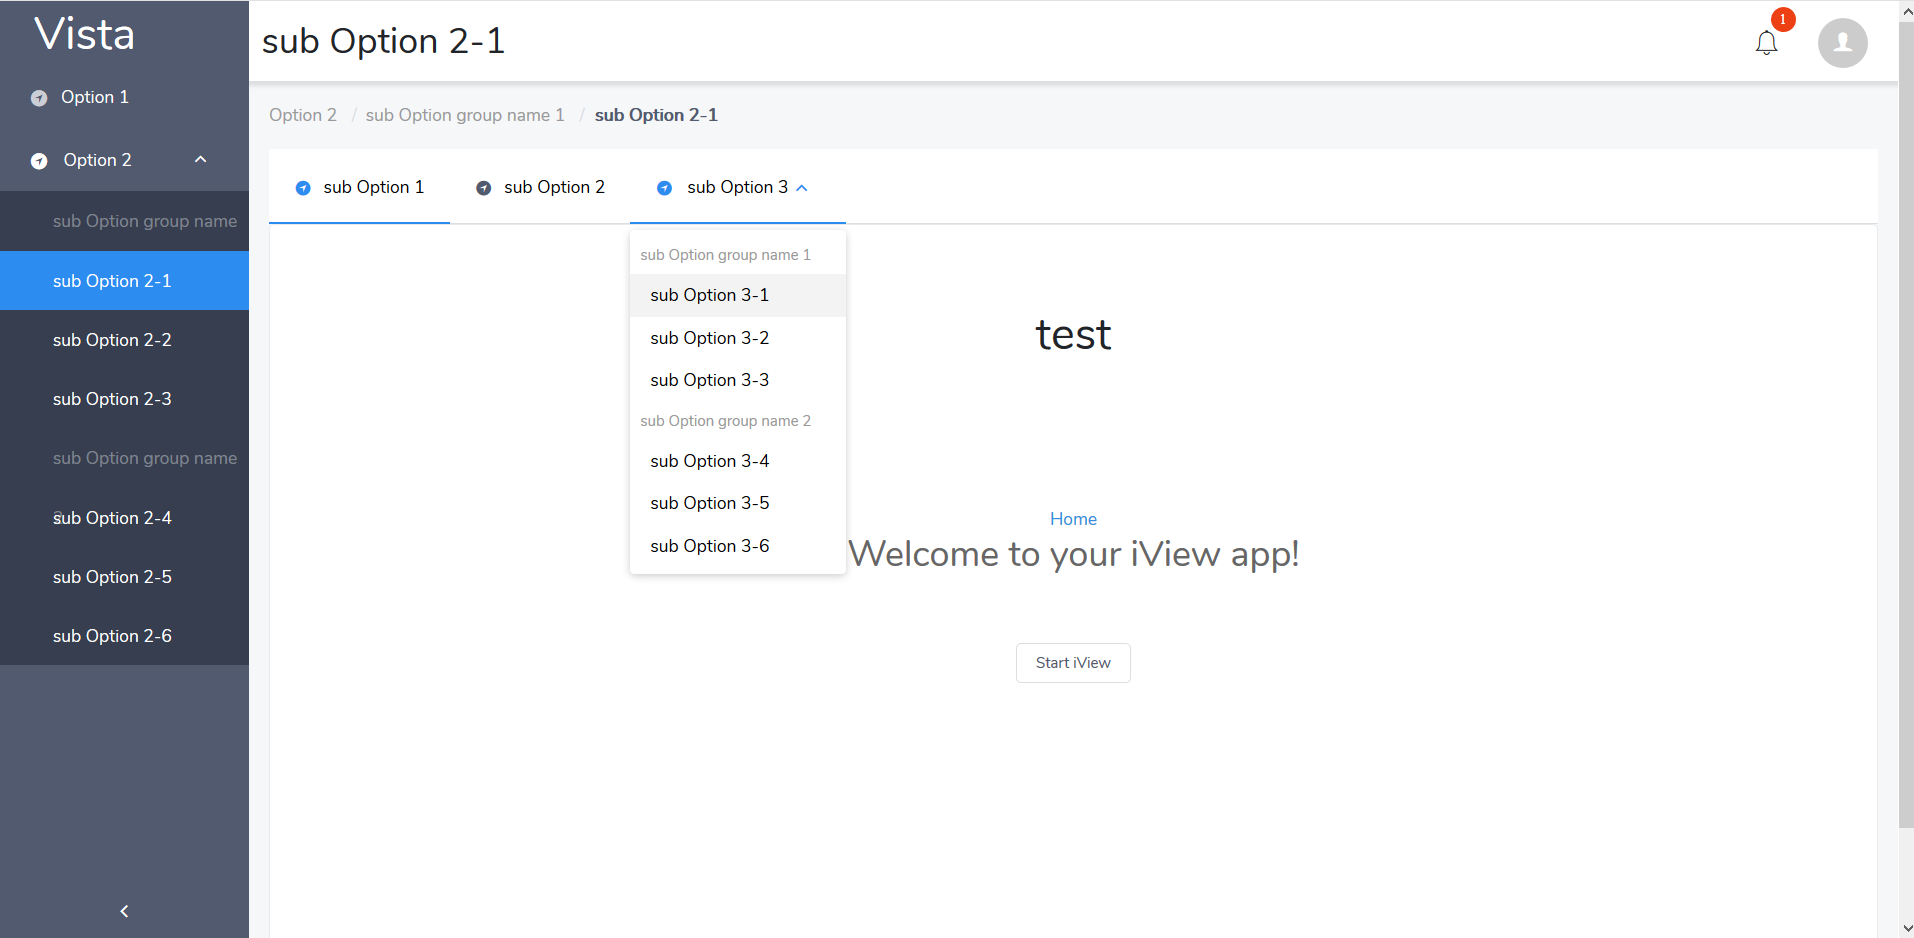 Vista
Option 1
Option 2
sub Option group name
sub Option 2-1
sub Option 2-2
sub Option 2-3
sub Option group name
sub Option 2-4
sub Option 2-5
sub Option 2-6
sub Option 2-1
1
Option 2 / sub Option group name 1 / sub Option 2-1
sub Option 1 sub Option 2 sub Option 3
sub Option group name 1
sub Option 3-1
sub Option 3-2
sub Option 3-3
sub Option group name 2
sub Option 3-4
sub Option 3-5
sub Option 3-6
test
Home
Welcome to your iView app!
Start iView